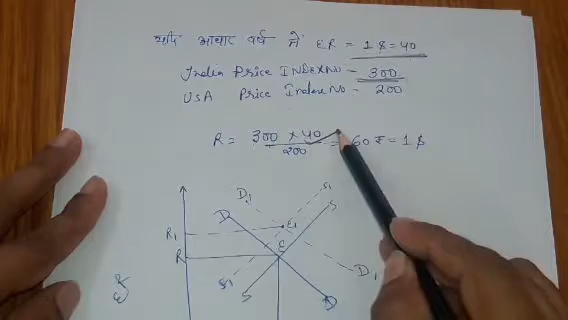 यदि आधार वर्ष में ER = 1 $ = 40
India Price INDEX No - 300
USA Price Index No - 200
R = 300 × 40 / 200 = 60 ₹ = 1 $
D1 S1
D S
R1 E1
R E
S1 D1
S D